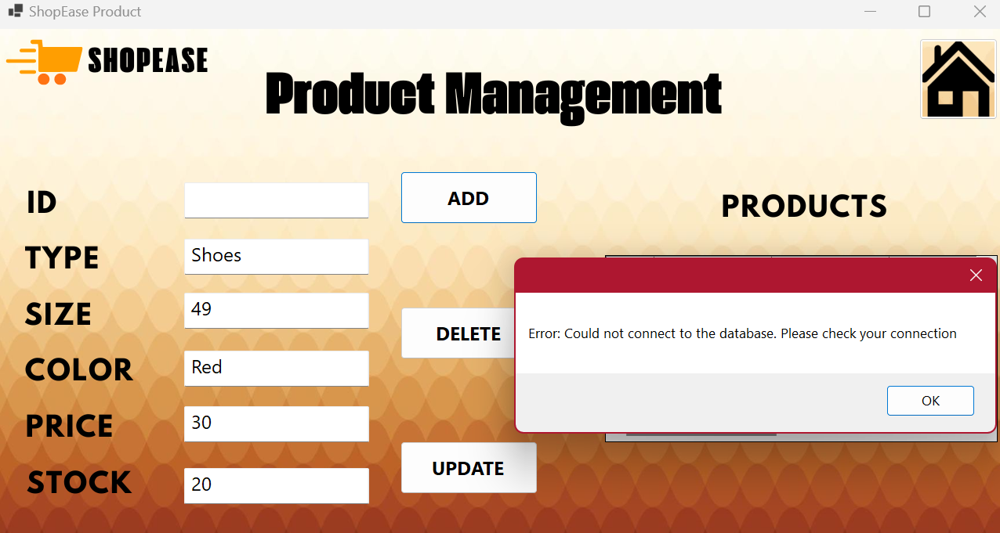 ShopEase Product
SHOPEASE
Product Management
ID
ADD
PRODUCTS
TYPE
Shoes
SIZE
49
DELETE
Error: Could not connect to the database. Please check your connection
COLOR
Red
OK
PRICE
30
UPDATE
STOCK
20